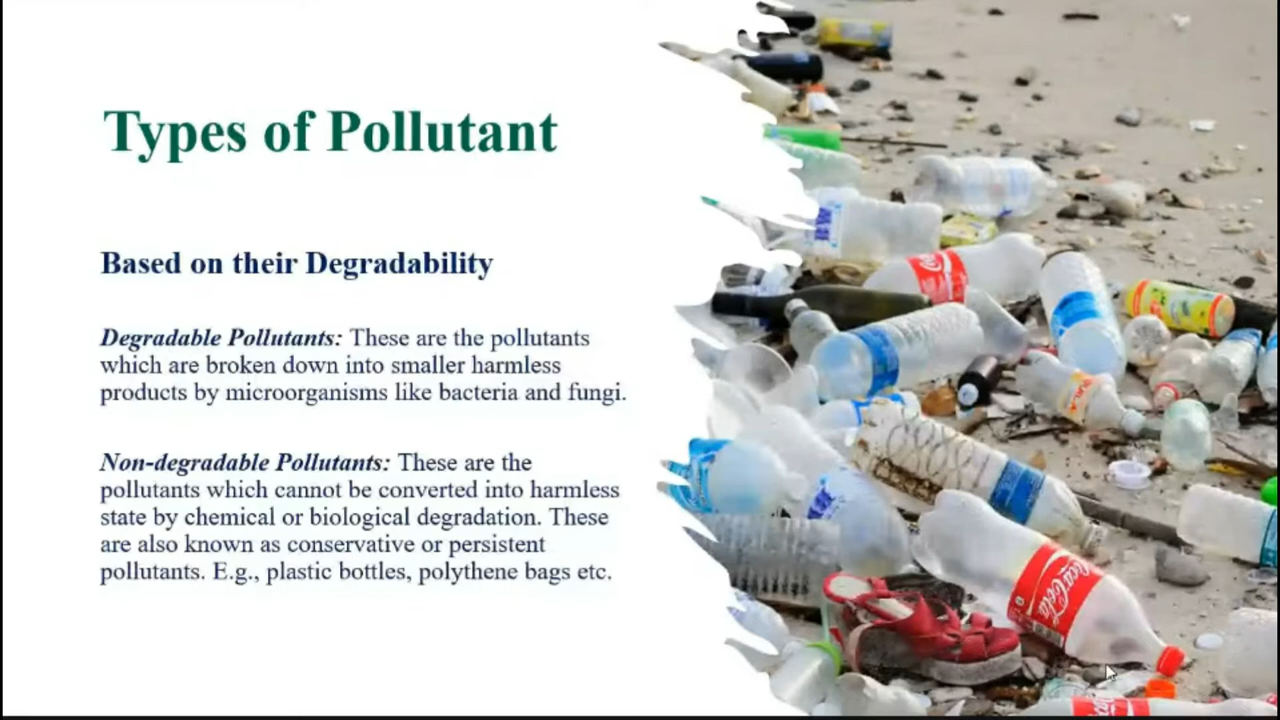 Types of Pollutant
Based on their Degradability
Degradable Pollutants: These are the pollutants
which are broken down into smaller harmless
products by microorganisms like bacteria and fungi.
Non-degradable Pollutants: These are the
pollutants which cannot be converted into harmless
state by chemical or biological degradation. These
are also known as conservative or persistent
pollutants. E.g., plastic bottles, polythene bags etc.
Coca-Cola